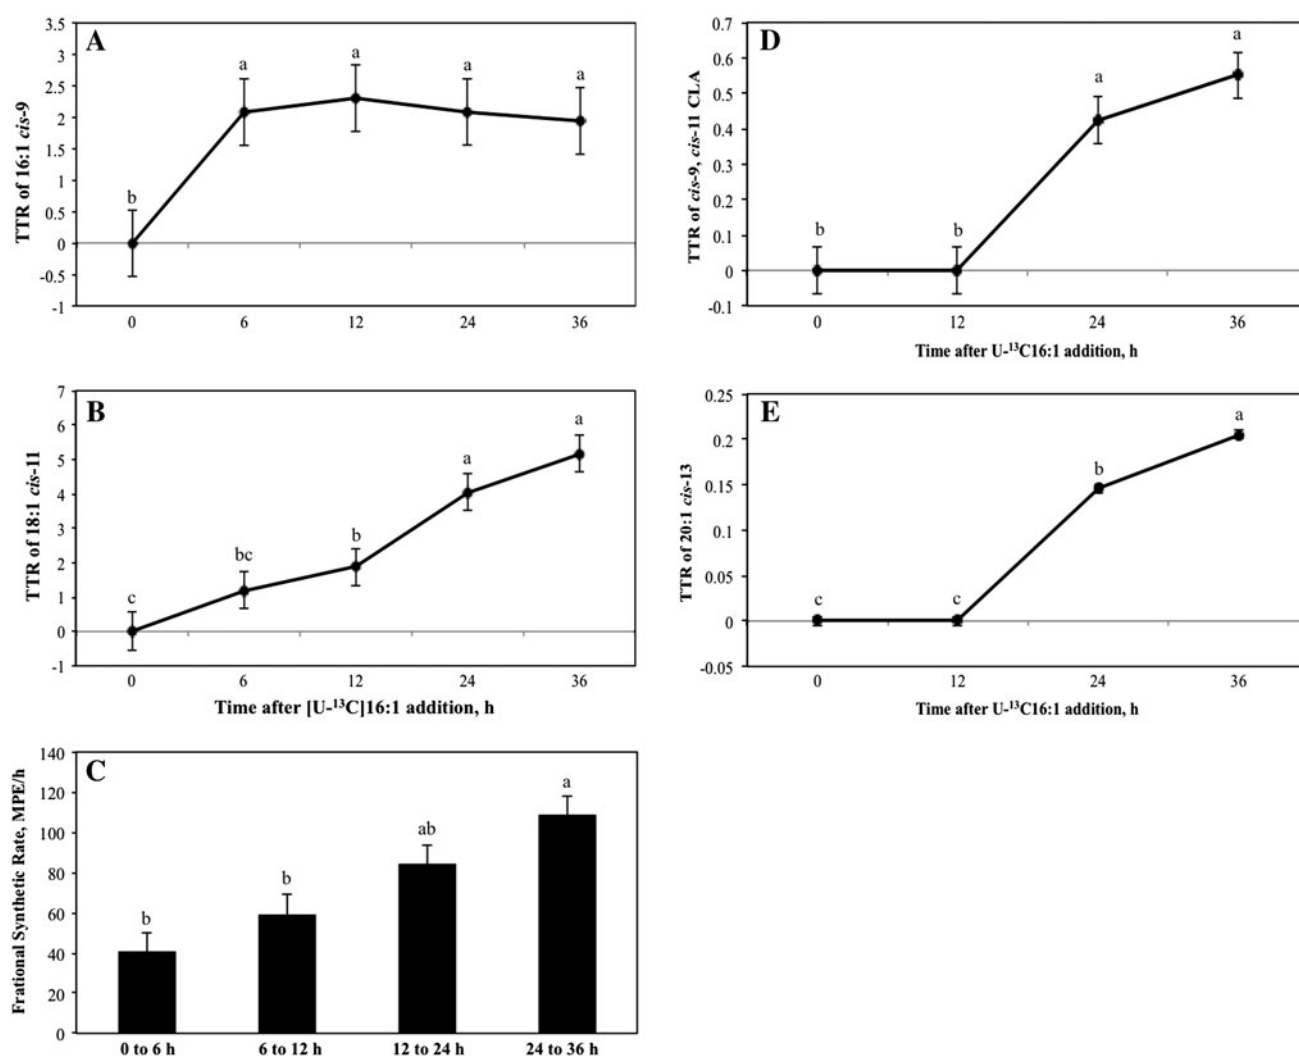 A
TTR of 16:1 cis-9
3.5
3
2.5
2
1.5
1
0.5
0
-0.5
-1
b
a
a
a
a
0 6 12 24 36
B
TTR of 18:1 cis-11
7
6
5
4
3
2
1
0
-1
c
bc
b
a
a
0 6 12 24 36
Time after [U-¹³C]16:1 addition, h
C
Frational Synthetic Rate, MPE/h
140
120
100
80
60
40
20
0
b
b
ab
a
0 to 6 h 6 to 12 h 12 to 24 h 24 to 36 h
D
TTR of cis-9, cis-11 CLA
0.7
0.6
0.5
0.4
0.3
0.2
0.1
0
-0.1
b
b
a
a
0 12 24 36
Time after U-¹³C16:1 addition, h
E
TTR of 20:1 cis-13
0.25
0.2
0.15
0.1
0.05
0
-0.05
c
c
b
a
0 12 24 36
Time after U-¹³C16:1 addition, h